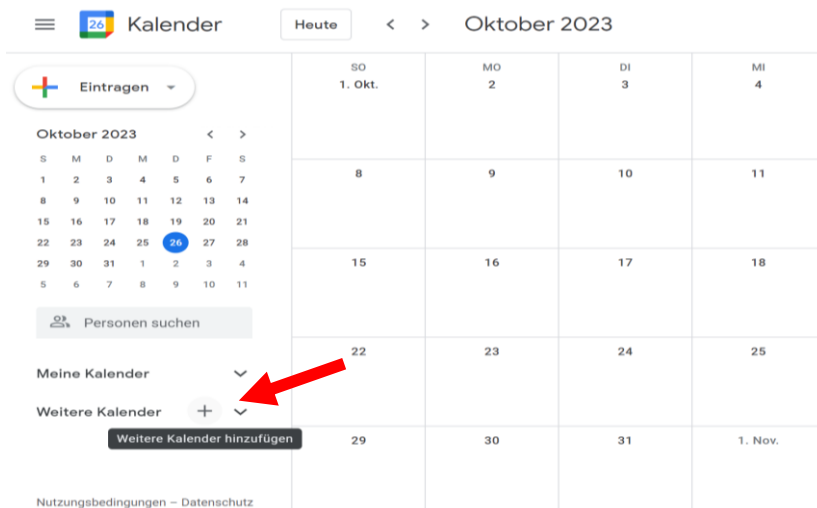 26 Kalender Heute < > Oktober 2023
Eintragen
Oktober 2023 < >
S M D M D F S
1 2 3 4 5 6 7
8 9 10 11 12 13 14
15 16 17 18 19 20 21
22 23 24 25 26 27 28
29 30 31 1 2 3 4
5 6 7 8 9 10 11
Personen suchen
Meine Kalender
Weitere Kalender +
Weitere Kalender hinzufügen
Nutzungsbedingungen – Datenschutz
SO MO DI MI
1. Okt. 2 3 4
8 9 10 11
15 16 17 18
22 23 24 25
29 30 31 1. Nov.